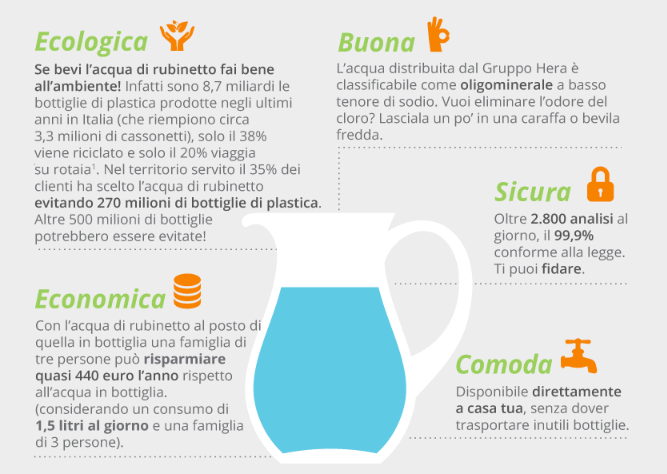 Ecologica
Se bevi l'acqua di rubinetto fai bene
all'ambiente! Infatti sono 8,7 miliardi le
bottiglie di plastica prodotte negli ultimi
anni in Italia (che riempiono circa
3,3 milioni di cassonetti), solo il 38%
viene riciclato e solo il 20% viaggia
su rotaia¹. Nel territorio servito il 35% dei
clienti ha scelto l'acqua di rubinetto
evitando 270 milioni di bottiglie di plastica.
Altre 500 milioni di bottiglie
potrebbero essere evitate!
Buona
L'acqua distribuita dal Gruppo Hera è
classificabile come oligominerale a basso
tenore di sodio. Vuoi eliminare l'odore del
cloro? Lasciala un po' in una caraffa o bevila
fredda.
Sicura
Oltre 2.800 analisi al
giorno, il 99,9%
conforme alla legge.
Ti puoi fidare.
Economica
Con l'acqua di rubinetto al posto di
quella in bottiglia una famiglia di
tre persone può risparmiare
quasi 440 euro l'anno rispetto
all'acqua in bottiglia.
(considerando un consumo di
1,5 litri al giorno e una famiglia
di 3 persone).
Comoda
Disponibile direttamente
a casa tua, senza dover
trasportare inutili bottiglie.